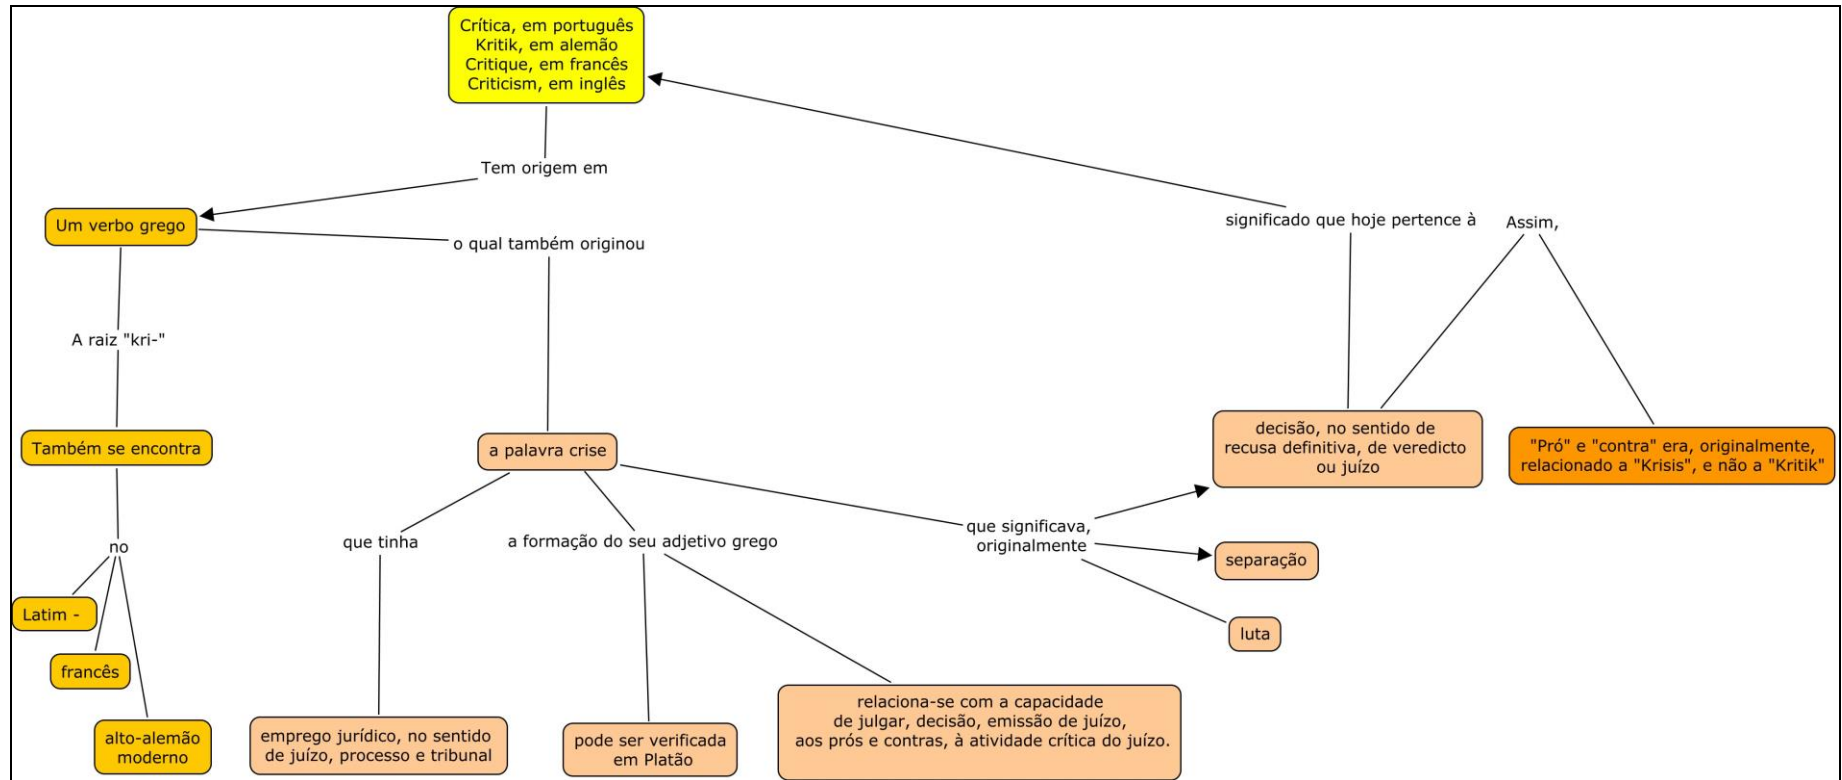 Crítica, em português
Kritik, em alemão
Critique, em francês
Criticism, em inglês
Tem origem em
Um verbo grego
o qual também originou
significado que hoje pertence à
Assim,
A raiz "kri-"
Também se encontra
a palavra crise
decisão, no sentido de
recusa definitiva, de veredicto
ou juízo
"Pró" e "contra" era, originalmente,
relacionado a "Krisis", e não a "Kritik"
no
que tinha
a formação do seu adjetivo grego
que significava,
originalmente
separação
luta
Latim -
francês
alto-alemão
moderno
emprego jurídico, no sentido
de juízo, processo e tribunal
pode ser verificada
em Platão
relaciona-se com a capacidade
de julgar, decisão, emissão de juízo,
aos prós e contras, à atividade crítica do juízo.